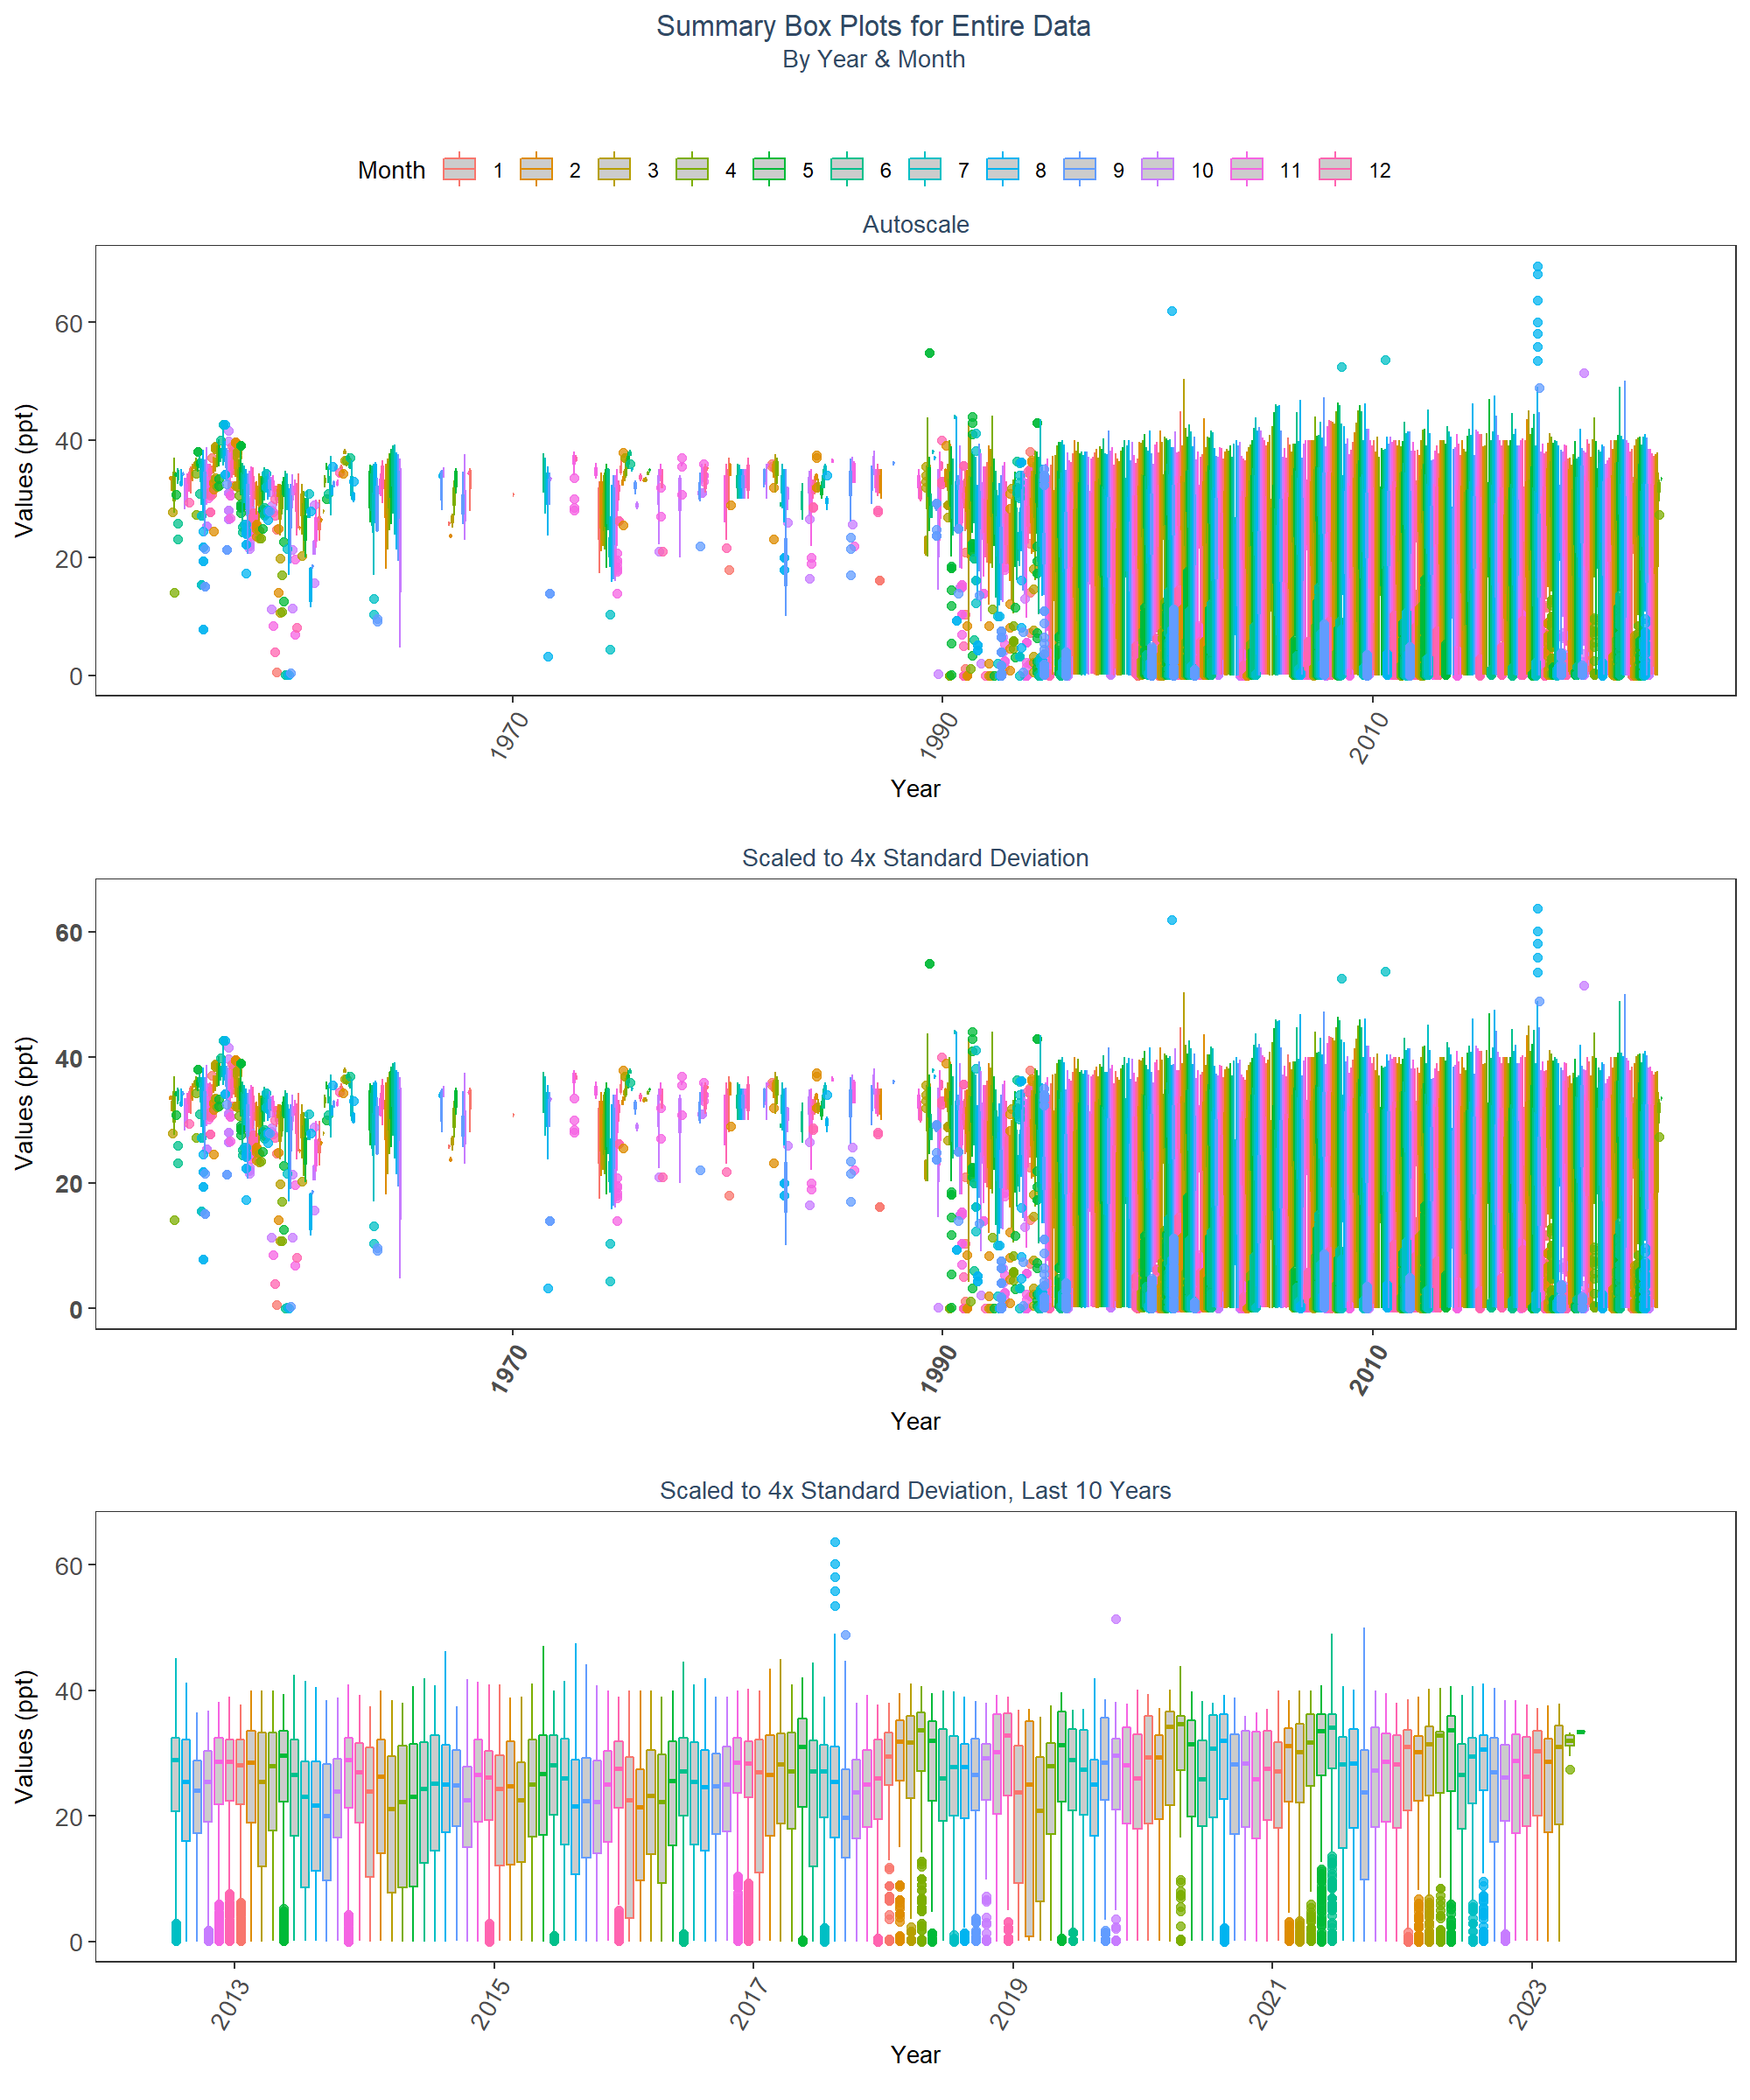 Summary Box Plots for Entire Data
By Year & Month
Month 1 2 3 4 5 6 7 8 9 10 11 12
Autoscale
Values (ppt)
60
40
20
0
1970 1990 2010
Year
Scaled to 4x Standard Deviation
Values (ppt)
60
40
20
0
1970 1990 2010
Year
Scaled to 4x Standard Deviation, Last 10 Years
Values (ppt)
60
40
20
0
2013 2015 2017 2019 2021 2023
Year